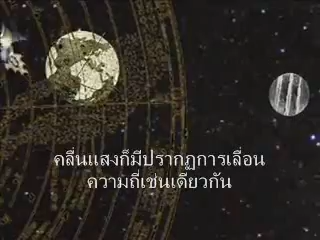 คลื่นแสงก็มีปรากฏการเลื่อน
ความถี่เช่นเดียวกัน